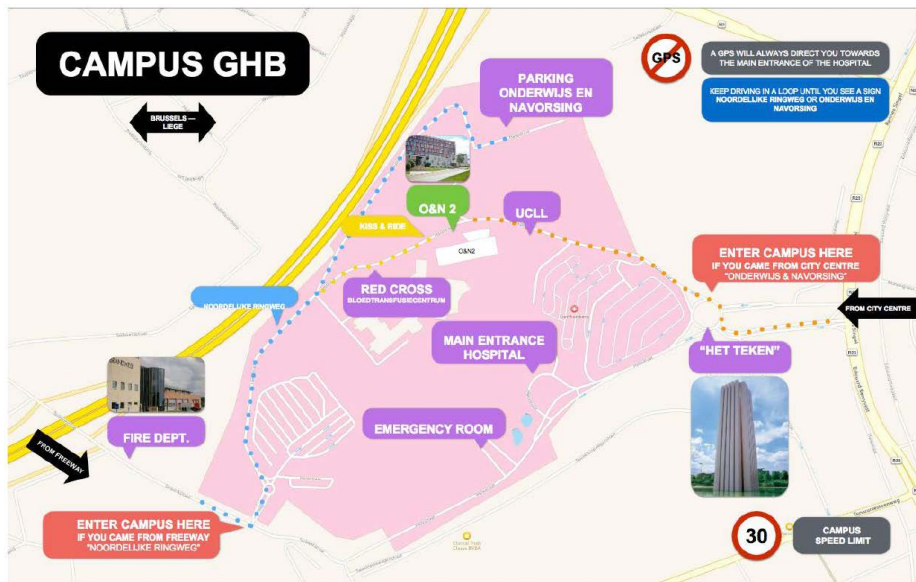 CAMPUS GHB
BRUSSELS —
LIEGE
PARKING
ONDERWIJS EN
NAVORSING
GPS
A GPS WILL ALWAYS DIRECT YOU TOWARDS
THE MAIN ENTRANCE OF THE HOSPITAL
KEEP DRIVING IN A LOOP UNTIL YOU SEE A SIGN
NOORDELIJKE RINGWEG OR ONDERWIJS EN
NAVORSING
O&N 2
UCLL
KISS & RIDE
O&N2
RED CROSS
BLOEDTRANSFUSIECENTRUM
ENTER CAMPUS HERE
IF YOU CAME FROM CITY CENTRE
"ONDERWIJS & NAVORSING"
NOORDELIJKE RINGWEG
FROM CITY CENTRE
MAIN ENTRANCE
HOSPITAL
"HET TEKEN"
FIRE DEPT.
EMERGENCY ROOM
FROM FREEWAY
ENTER CAMPUS HERE
IF YOU CAME FROM FREEWAY
"NOORDELIJKE RINGWEG"
30
CAMPUS
SPEED LIMIT